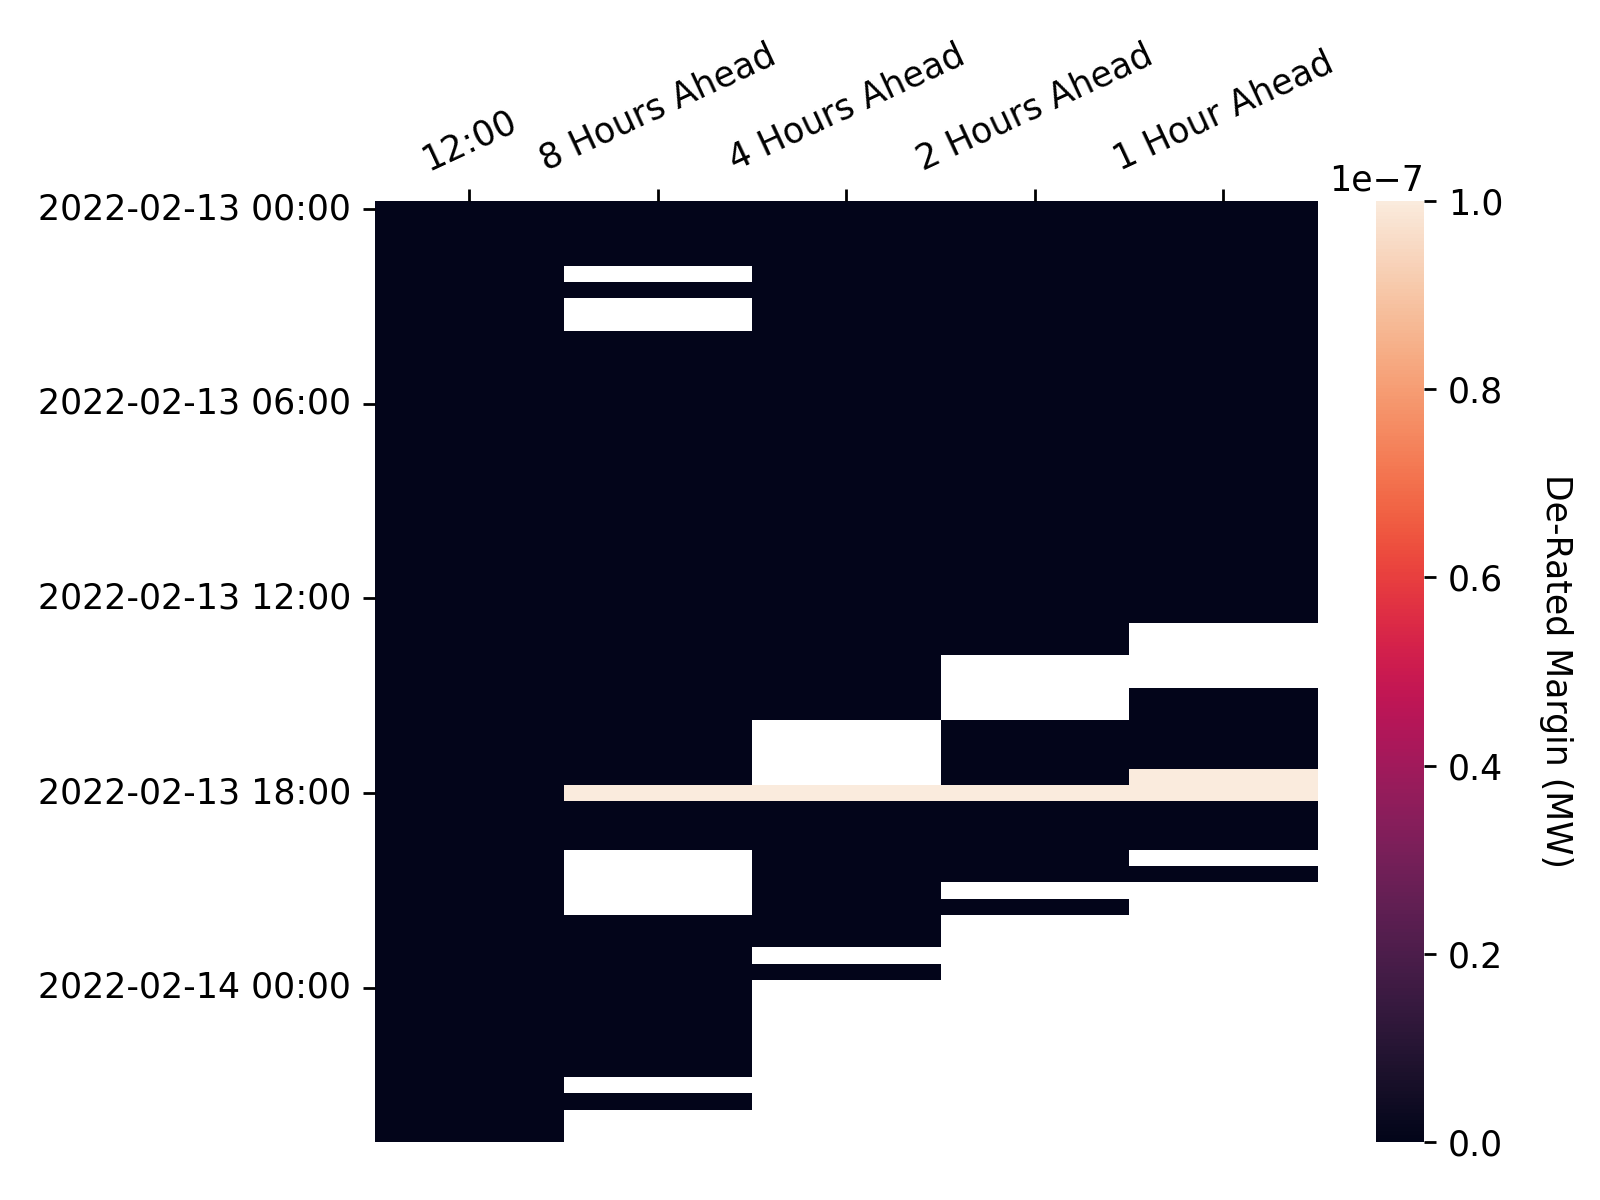 12:00
8 Hours Ahead
4 Hours Ahead
2 Hours Ahead
1 Hour Ahead
1e−7
2022-02-13 00:00
2022-02-13 06:00
2022-02-13 12:00
2022-02-13 18:00
2022-02-14 00:00
1.0
0.8
0.6
0.4
0.2
0.0
De-Rated Margin (MW)